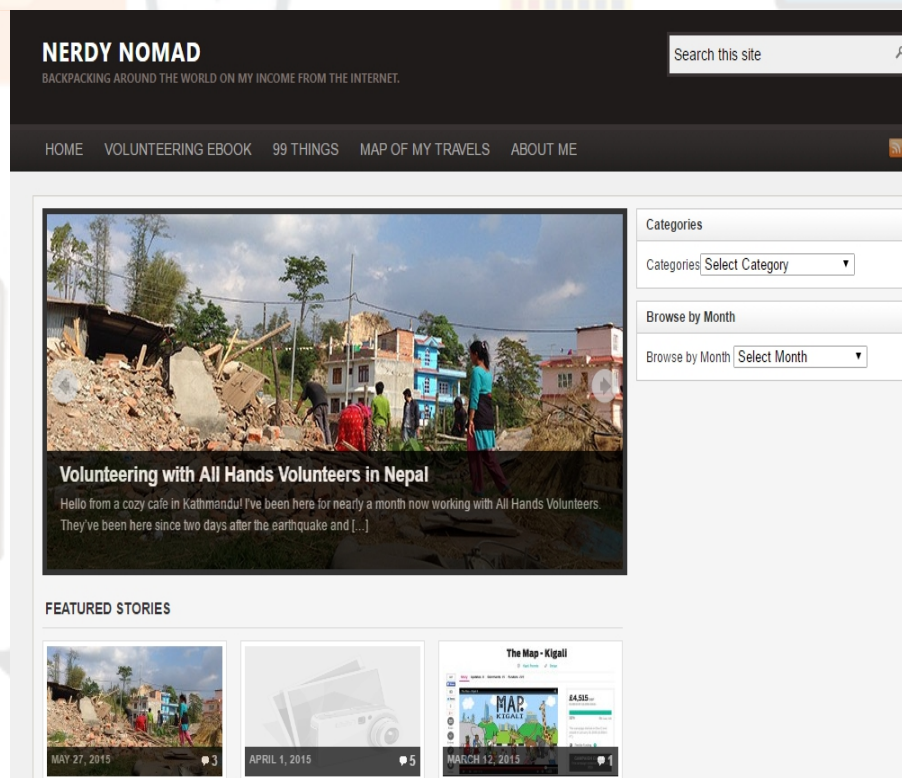 NERDY NOMAD
BACKPACKING AROUND THE WORLD ON MY INCOME FROM THE INTERNET.
Search this site
HOME VOLUNTEERING EBOOK 99 THINGS MAP OF MY TRAVELS ABOUT ME
Volunteering with All Hands Volunteers in Nepal
Hello from a cozy cafe in Kathmandu! I've been here for nearly a month now working with All Hands Volunteers.
They've been here since two days after the earthquake and [...]
Categories
Categories Select Category
Browse by Month
Browse by Month Select Month
FEATURED STORIES
MAY 27, 2015 3
APRIL 1, 2015 5
The Map - Kigali
MAP
KIGALI
£4,515
MARCH 12, 2015 1